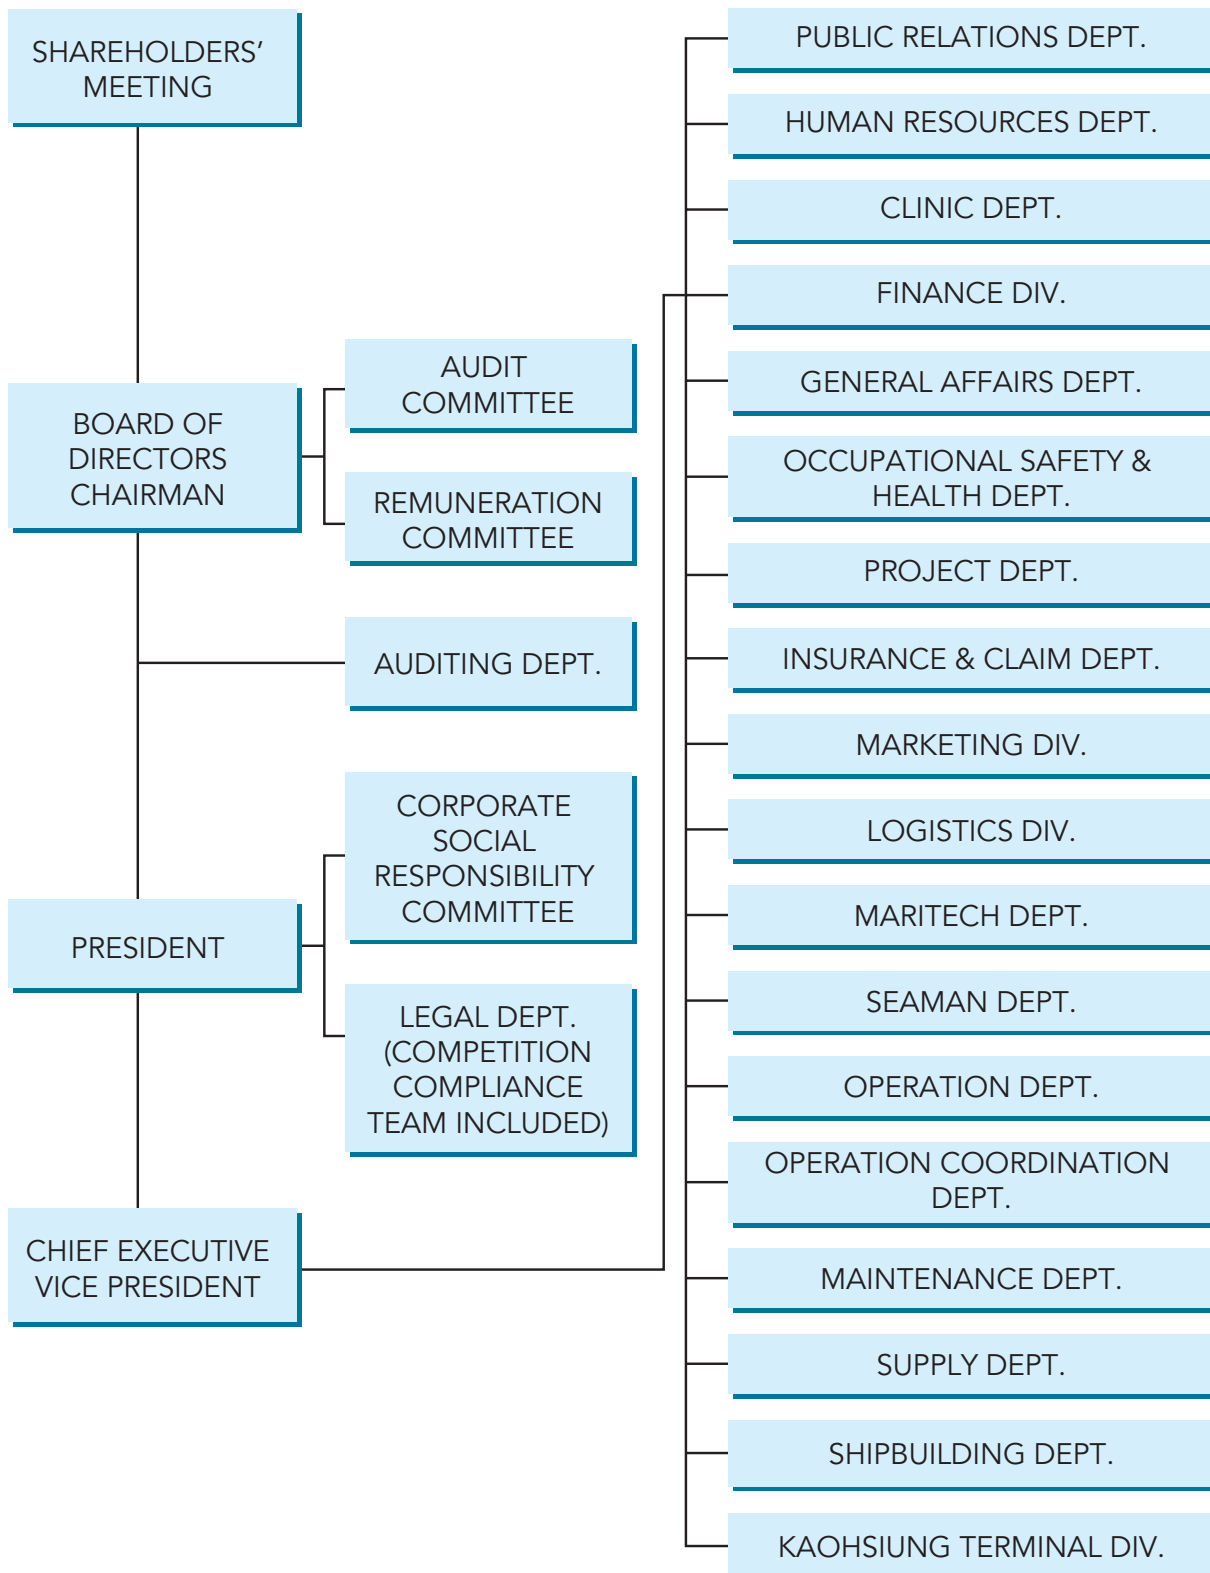 SHAREHOLDERS’
MEETING
BOARD OF
DIRECTORS
CHAIRMAN
AUDIT
COMMITTEE
REMUNERATION
COMMITTEE
AUDITING DEPT.
PRESIDENT
CORPORATE
SOCIAL
RESPONSIBILITY
COMMITTEE
LEGAL DEPT.
(COMPETITION
COMPLIANCE
TEAM INCLUDED)
CHIEF EXECUTIVE
VICE PRESIDENT
PUBLIC RELATIONS DEPT.
HUMAN RESOURCES DEPT.
CLINIC DEPT.
FINANCE DIV.
GENERAL AFFAIRS DEPT.
OCCUPATIONAL SAFETY &
HEALTH DEPT.
PROJECT DEPT.
INSURANCE & CLAIM DEPT.
MARKETING DIV.
LOGISTICS DIV.
MARITECH DEPT.
SEAMAN DEPT.
OPERATION DEPT.
OPERATION COORDINATION
DEPT.
MAINTENANCE DEPT.
SUPPLY DEPT.
SHIPBUILDING DEPT.
KAOHSIUNG TERMINAL DIV.